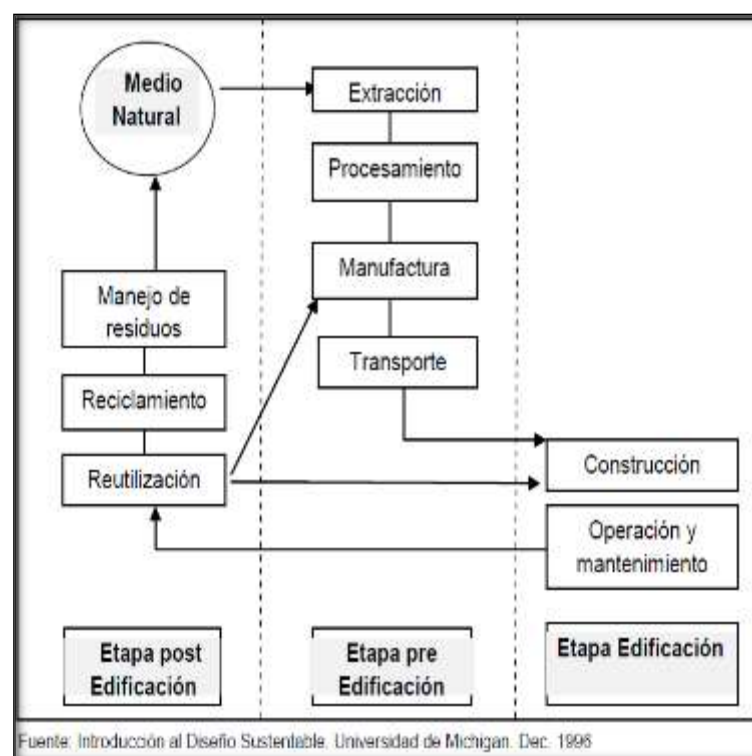 Medio
Natural
Extracción
Procesamiento
Manufactura
Transporte
Manejo de
residuos
Reciclamiento
Reutilización
Construcción
Operación y
mantenimiento
Etapa post
Edificación
Etapa pre
Edificación
Etapa Edificación
Fuente: Introducción al Diseño Sustentable. Universidad de Michigan. Dec. 1996